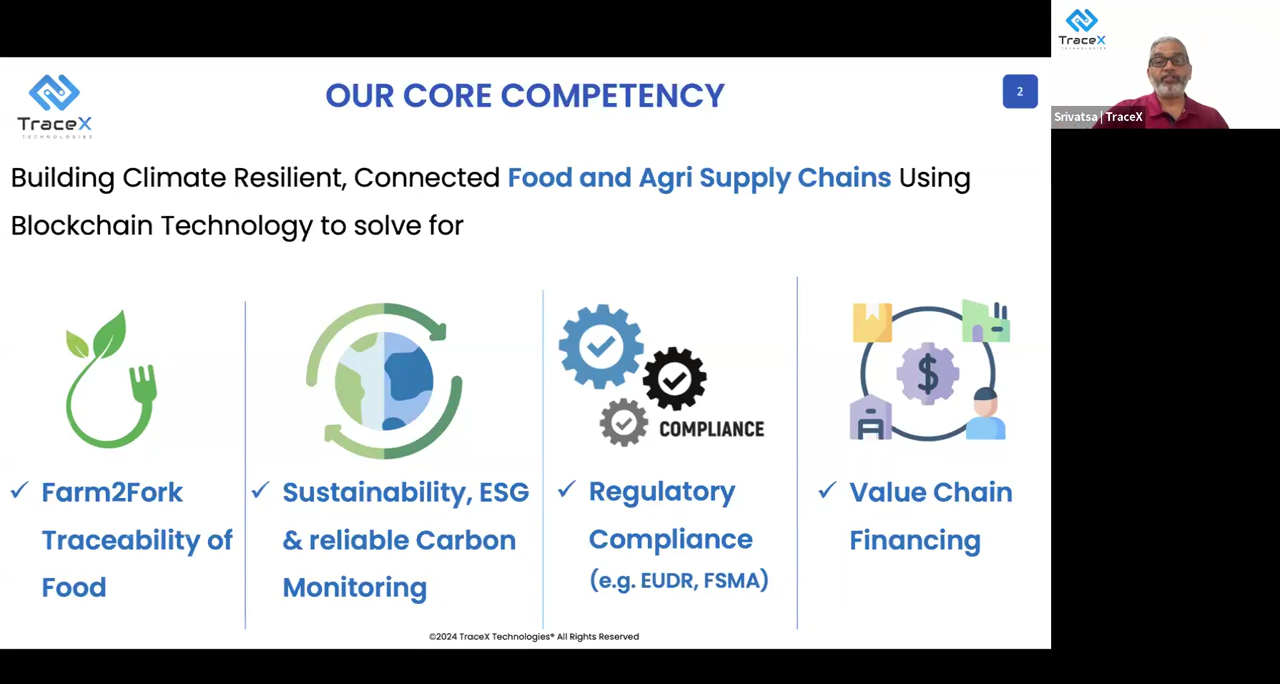 TraceX
TECHNOLOGIES
OUR CORE COMPETENCY
2
Building Climate Resilient, Connected Food and Agri Supply Chains Using
Blockchain Technology to solve for
COMPLIANCE
$
✓ Farm2Fork
Traceability of
Food
✓ Sustainability, ESG
& reliable Carbon
Monitoring
✓ Regulatory
Compliance
(e.g. EUDR, FSMA)
✓ Value Chain
Financing
©2024 TraceX Technologies® All Rights Reserved
TraceX
TECHNOLOGIES
Srivatsa | TraceX